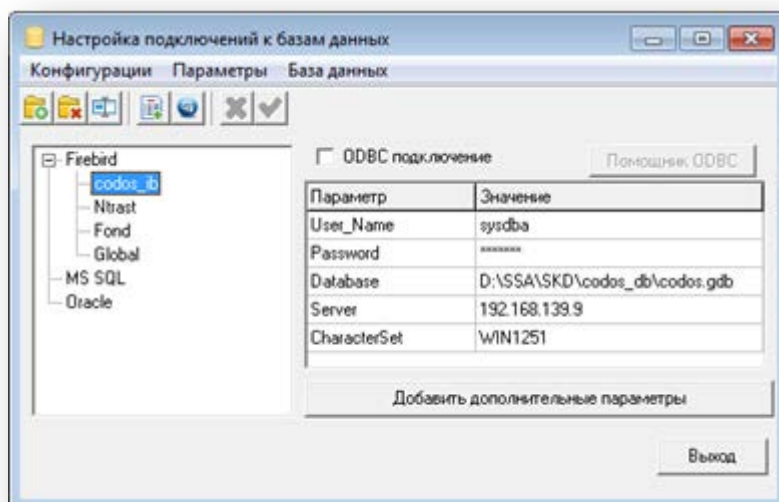 Настройка подключений к базам данных
Конфигурации Параметры База данных
Firebird
codos_ib
Ntrast
Fond
Global
MS SQL
Oracle
ODBC подключение
Помощник ODBC
Параметр Значение
User_Name sysdba
Password *******
Database D:\SSA\SKD\codos_db\codos.gdb
Server 192.168.139.9
CharacterSet WIN1251
Добавить дополнительные параметры
Выход